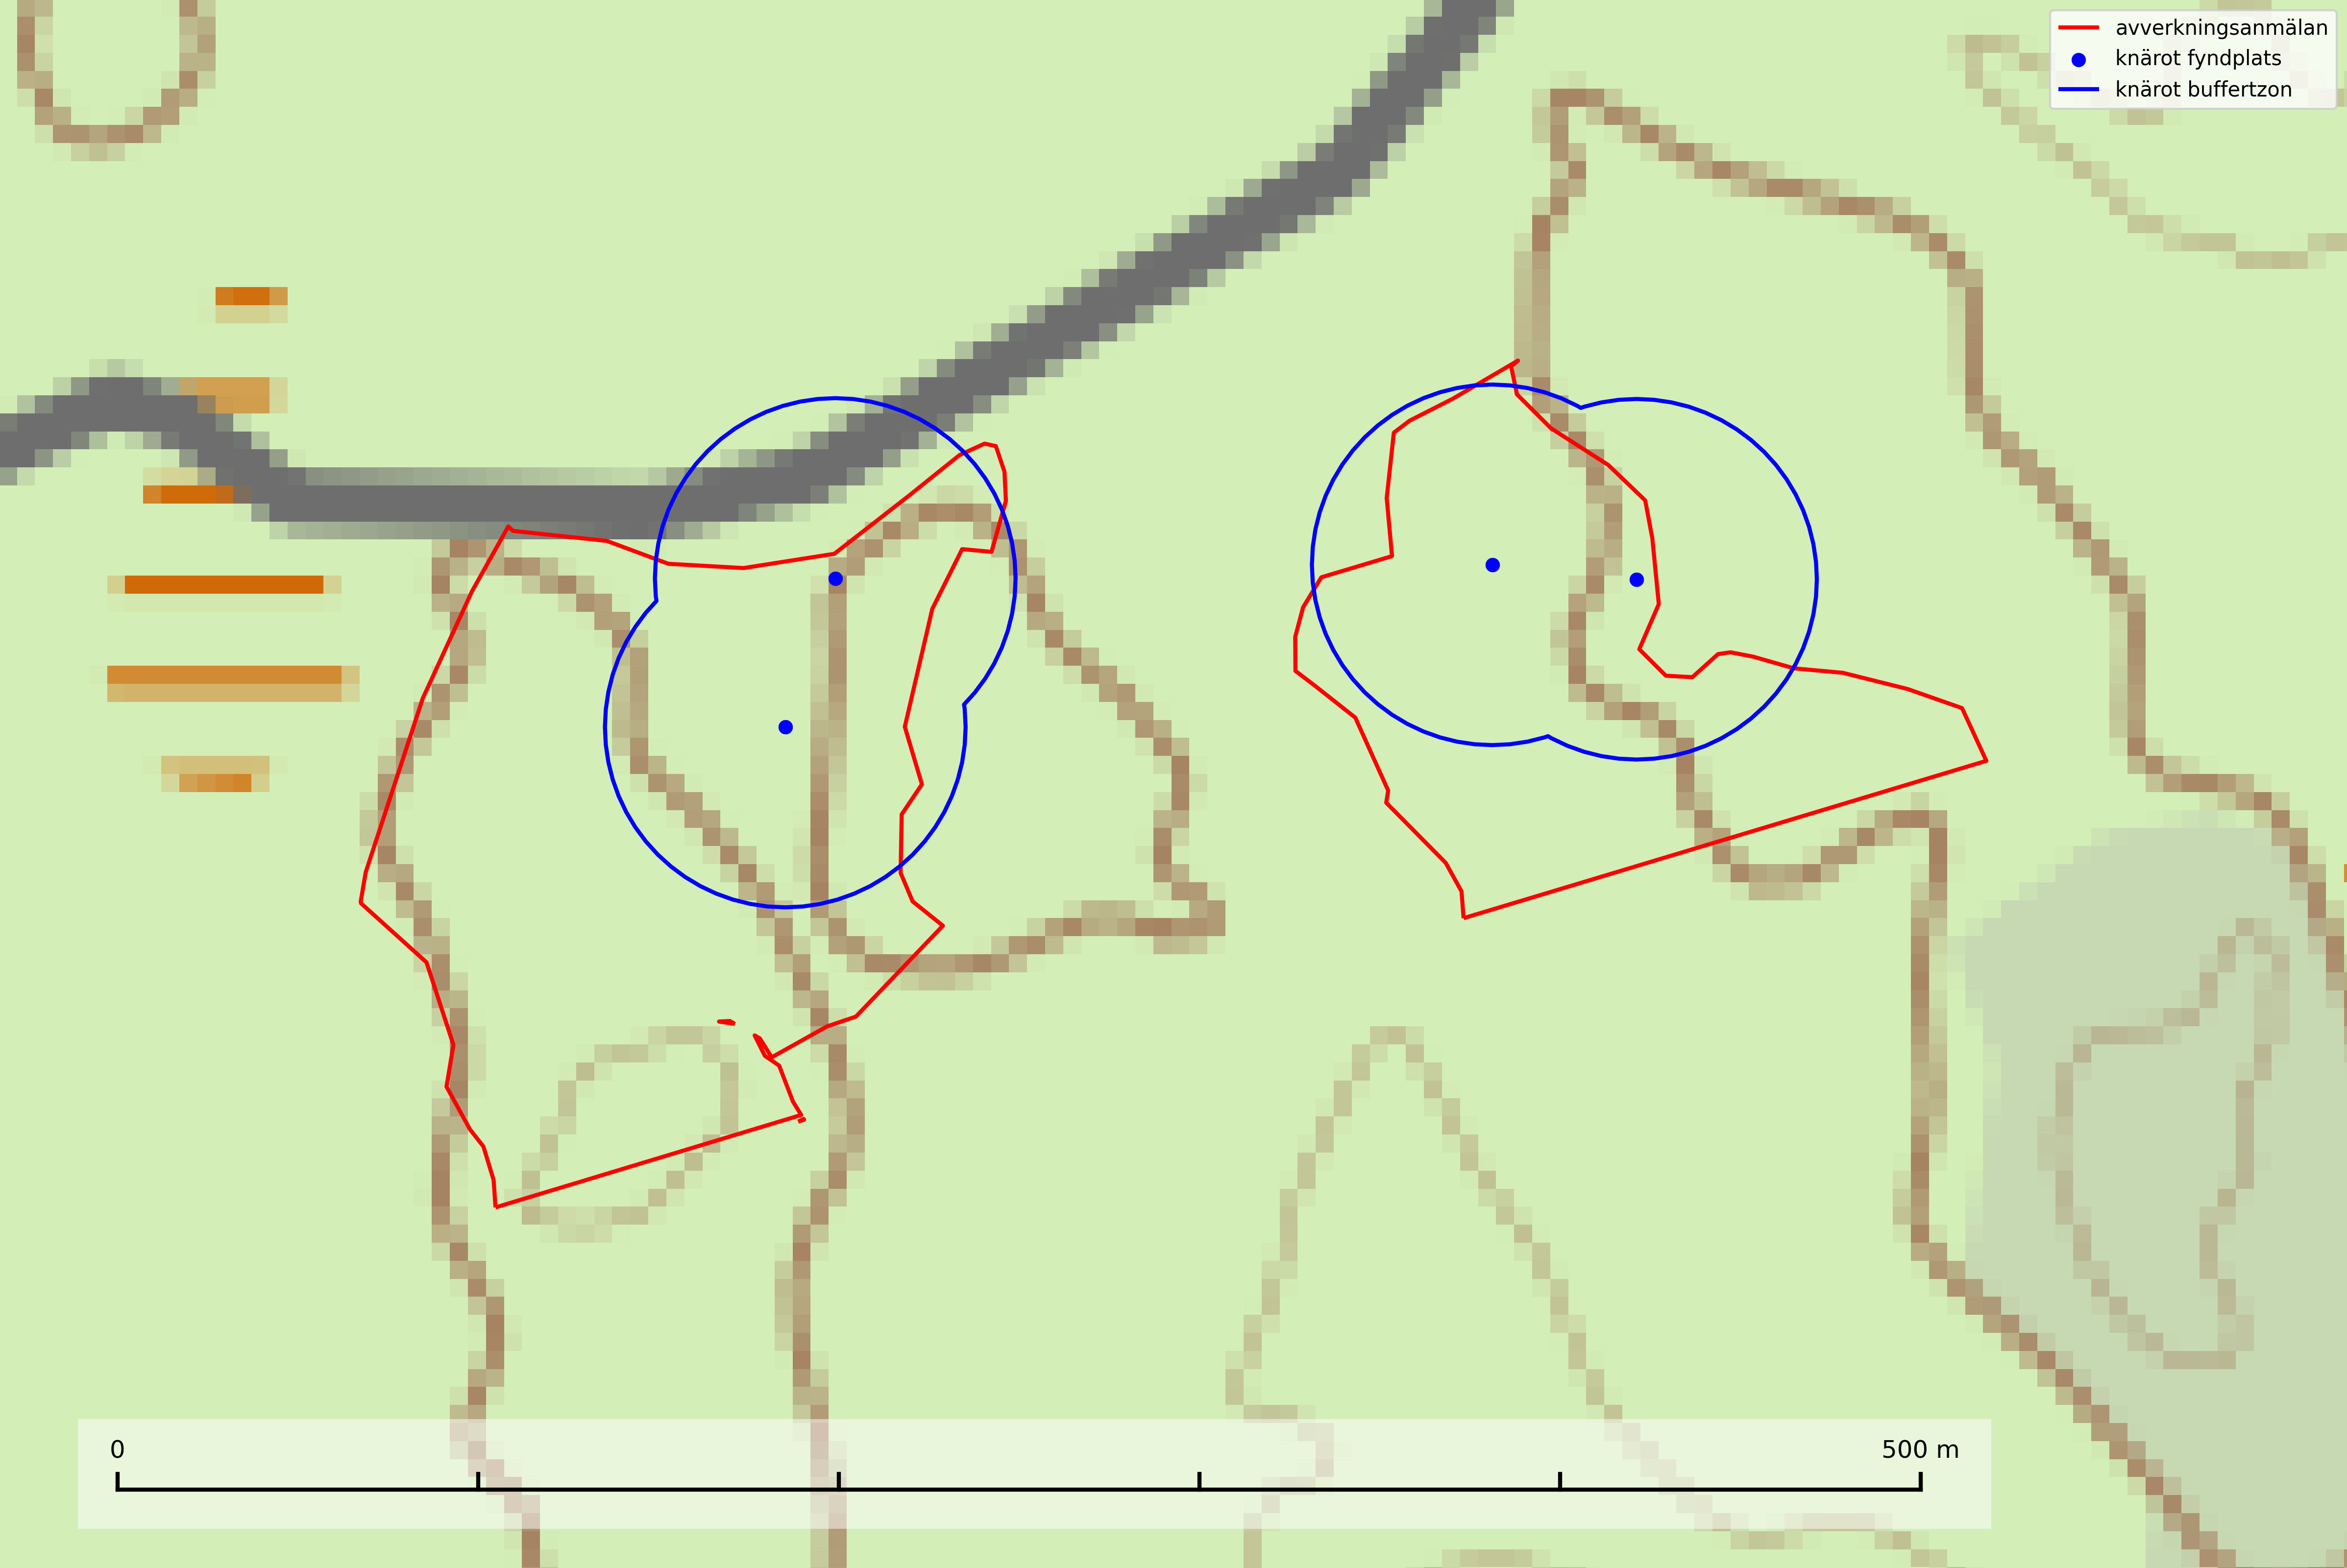 avverkningsanmälan
knärot fyndplats
knärot buffertzon
0 500 m